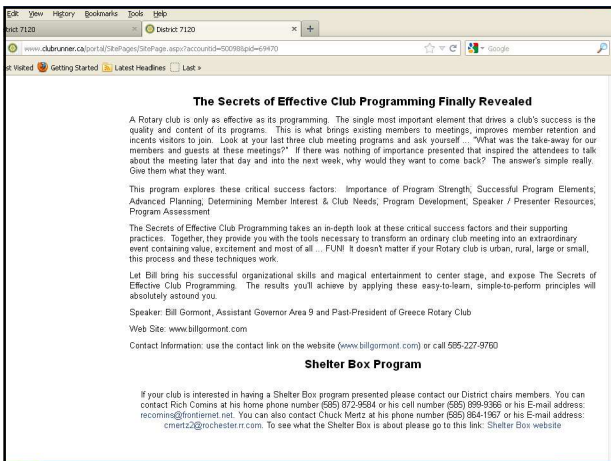 Edit View History Bookmarks Tools Help
trict 7120 District 7120
www.clubrunner.ca/portal/SitePages/SitePage.aspx?accountid=50098&pid=69470 Google
st Visited Getting Started Latest Headlines Last »
The Secrets of Effective Club Programming Finally Revealed
A Rotary club is only as effective as its programming. The single most important element that drives a club's success is the
quality and content of its programs. This is what brings existing members to meetings, improves member retention and
incents visitors to join. Look at your last three club meeting programs and ask yourself ... "What was the take-away for our
members and guests at these meetings?" If there was nothing of importance presented that inspired the attendees to talk
about the meeting later that day and into the next week, why would they want to come back? The answer's simple really.
Give them what they want.
This program explores these critical success factors: Importance of Program Strength; Successful Program Elements;
Advanced Planning; Determining Member Interest & Club Needs; Program Development; Speaker / Presenter Resources;
Program Assessment
The Secrets of Effective Club Programming takes an in-depth look at these critical success factors and their supporting
practices. Together, they provide you with the tools necessary to transform an ordinary club meeting into an extraordinary
event containing value, excitement and most of all ... FUN! It doesn't matter if your Rotary club is urban, rural, large or small,
this process and these techniques work.
Let Bill bring his successful organizational skills and magical entertainment to center stage, and expose The Secrets of
Effective Club Programming. The results you'll achieve by applying these easy-to-learn, simple-to-perform principles will
absolutely astound you.
Speaker: Bill Gormont, Assistant Governor Area 9 and Past-President of Greece Rotary Club
Web Site: www.billgormont.com
Contact Information: use the contact link on the website (www.billgormont.com) or call 585-227-9760
Shelter Box Program
If your club is interested in having a Shelter Box program presented please contact our District chairs members. You can
contact Rich Comins at his home phone number (585) 872-9584 or his cell number (585) 899-9366 or his E-mail address:
recomins@frontiernet.net. You can also contact Chuck Mertz at his phone number (585) 864-1967 or his E-mail address:
cmertz2@rochester.rr.com. To see what the Shelter Box is about please go to this link: Shelter Box website